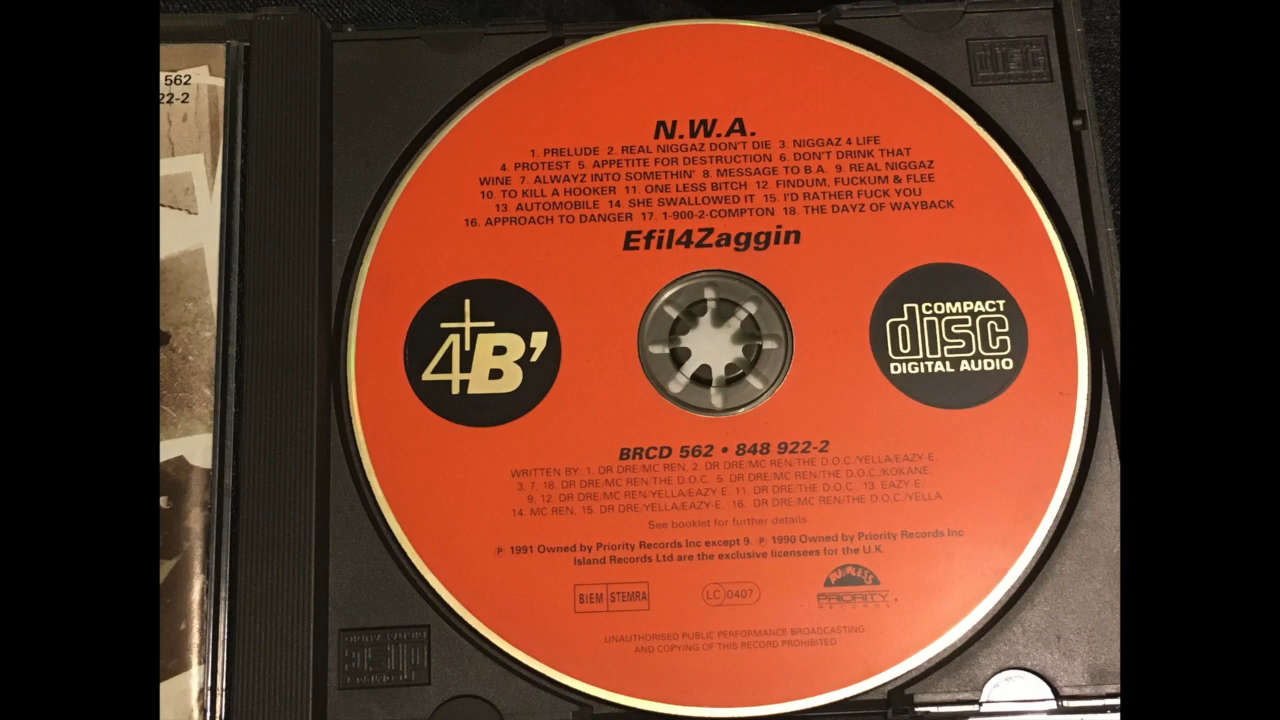 562
22-2
N.W.A.
1. PRELUDE 2. REAL NIGGAZ DON'T DIE 3. NIGGAZ 4 LIFE
4. PROTEST 5. APPETITE FOR DESTRUCTION 6. DON'T DRINK THAT
WINE 7. ALWAYZ INTO SOMETHIN' 8. MESSAGE TO B.A. 9. REAL NIGGAZ
10. TO KILL A HOOKER 11. ONE LESS BITCH 12. FINDUM, FUCKUM & FLEE
13. AUTOMOBILE 14. SHE SWALLOWED IT 15. I'D RATHER FUCK YOU
16. APPROACH TO DANGER 17. 1-900-2-COMPTON 18. THE DAYZ OF WAYBACK
Efil4Zaggin
4+B'
COMPACT
disc
DIGITAL AUDIO
BRCD 562 • 848 922-2
WRITTEN BY: 1. DR DRE/MC REN, 2. DR DRE/MC REN/THE D.O.C./YELLA/EAZY-E,
3, 7, 18. DR DRE/MC REN/THE D.O.C. 5. DR DRE/MC REN/THE D.O.C./KOKANE,
9, 12. DR DRE/MC REN/YELLA/EAZY-E, 11. DR DRE/THE D.O.C., 13. EAZY-E,
14. MC REN, 15. DR DRE/YELLA/EAZY-E, 16. DR DRE/MC REN/THE D.O.C./YELLA
See booklet for further details
℗ 1991 Owned by Priority Records Inc except 9. ℗ 1990 Owned by Priority Records Inc
Island Records Ltd are the exclusive licensees for the U.K
BIEM STEMRA
LC 0407
RUTHLESS
PRIORITY
RECORDS
UNAUTHORISED PUBLIC PERFORMANCE BROADCASTING
AND COPYING OF THIS RECORD PROHIBITED
disc